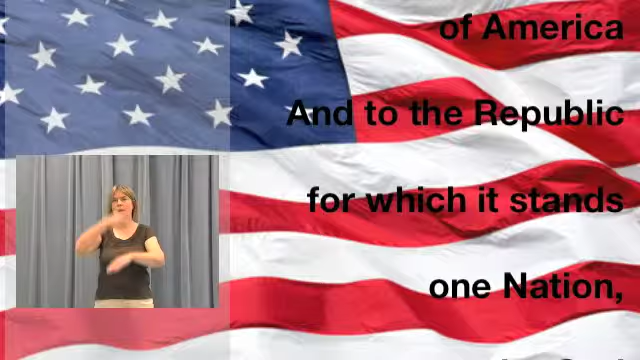 of America
And to the Republic
for which it stands
one Nation,